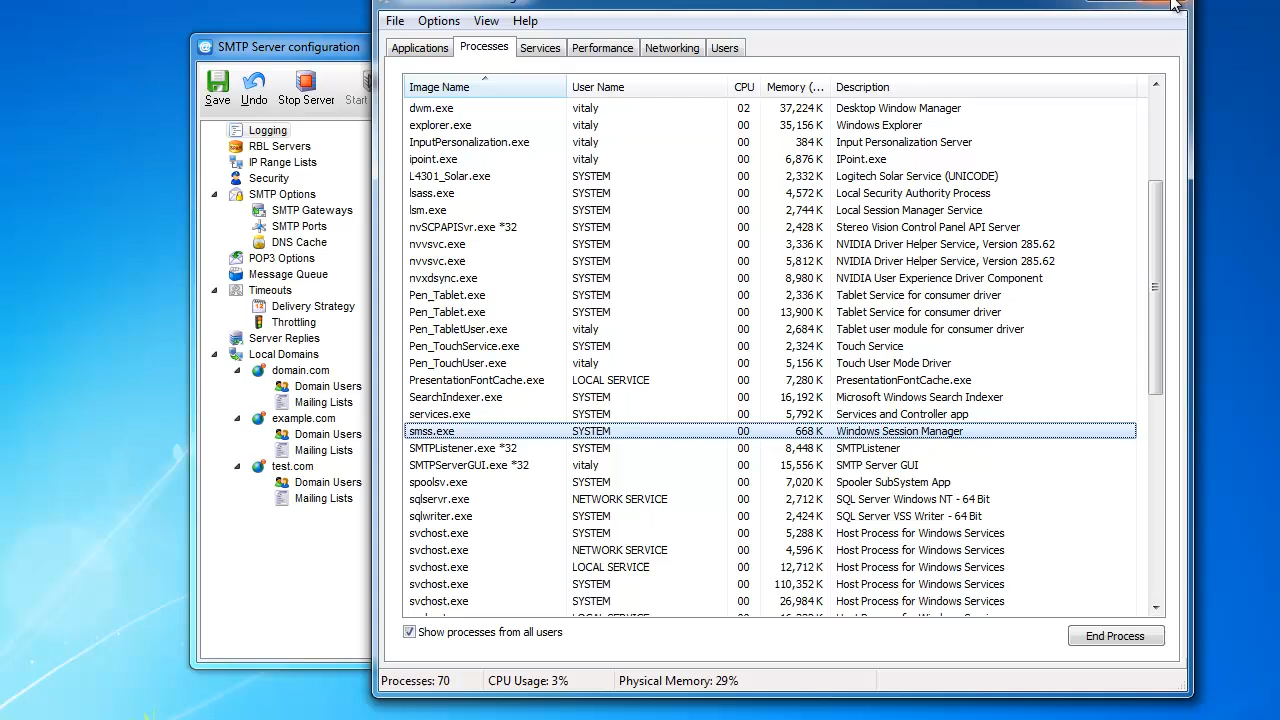 File Options View Help
SMTP Server configuration
Applications Processes Services Performance Networking Users
Save Undo Stop Server Start
Image Name User Name CPU Memory (... Description
dwm.exe vitaly 02 37,224 K Desktop Window Manager
explorer.exe vitaly 00 35,156 K Windows Explorer
InputPersonalization.exe vitaly 00 384 K Input Personalization Server
ipoint.exe vitaly 00 6,876 K IPoint.exe
L4301_Solar.exe SYSTEM 00 2,332 K Logitech Solar Service (UNICODE)
lsass.exe SYSTEM 00 4,572 K Local Security Authority Process
lsm.exe SYSTEM 00 2,744 K Local Session Manager Service
nvSCPAPISvr.exe *32 SYSTEM 00 2,428 K Stereo Vision Control Panel API Server
nvvsvc.exe SYSTEM 00 3,336 K NVIDIA Driver Helper Service, Version 285.62
nvvsvc.exe SYSTEM 00 5,812 K NVIDIA Driver Helper Service, Version 285.62
nvxdsync.exe SYSTEM 00 8,980 K NVIDIA User Experience Driver Component
Pen_Tablet.exe SYSTEM 00 2,336 K Tablet Service for consumer driver
Pen_Tablet.exe SYSTEM 00 13,900 K Tablet Service for consumer driver
Pen_TabletUser.exe vitaly 00 2,684 K Tablet user module for consumer driver
Pen_TouchService.exe SYSTEM 00 2,324 K Touch Service
Pen_TouchUser.exe vitaly 00 5,156 K Touch User Mode Driver
PresentationFontCache.exe LOCAL SERVICE 00 7,280 K PresentationFontCache.exe
SearchIndexer.exe SYSTEM 00 16,192 K Microsoft Windows Search Indexer
services.exe SYSTEM 00 5,792 K Services and Controller app
smss.exe SYSTEM 00 668 K Windows Session Manager
SMTPListener.exe *32 SYSTEM 00 8,448 K SMTPListener
SMTPServerGUI.exe *32 vitaly 00 15,556 K SMTP Server GUI
spoolsv.exe SYSTEM 00 7,020 K Spooler SubSystem App
sqlservr.exe NETWORK SERVICE 00 2,712 K SQL Server Windows NT - 64 Bit
sqlwriter.exe SYSTEM 00 2,424 K SQL Server VSS Writer - 64 Bit
svchost.exe SYSTEM 00 5,288 K Host Process for Windows Services
svchost.exe NETWORK SERVICE 00 4,596 K Host Process for Windows Services
svchost.exe LOCAL SERVICE 00 12,712 K Host Process for Windows Services
svchost.exe SYSTEM 00 110,352 K Host Process for Windows Services
svchost.exe SYSTEM 00 26,984 K Host Process for Windows Services
Logging
RBL Servers
IP Range Lists
Security
SMTP Options
SMTP Gateways
SMTP Ports
DNS Cache
POP3 Options
Message Queue
Timeouts
Delivery Strategy
Throttling
Server Replies
Local Domains
domain.com
Domain Users
Mailing Lists
example.com
Domain Users
Mailing Lists
test.com
Domain Users
Mailing Lists
Show processes from all users End Process
Processes: 70 CPU Usage: 3% Physical Memory: 29%